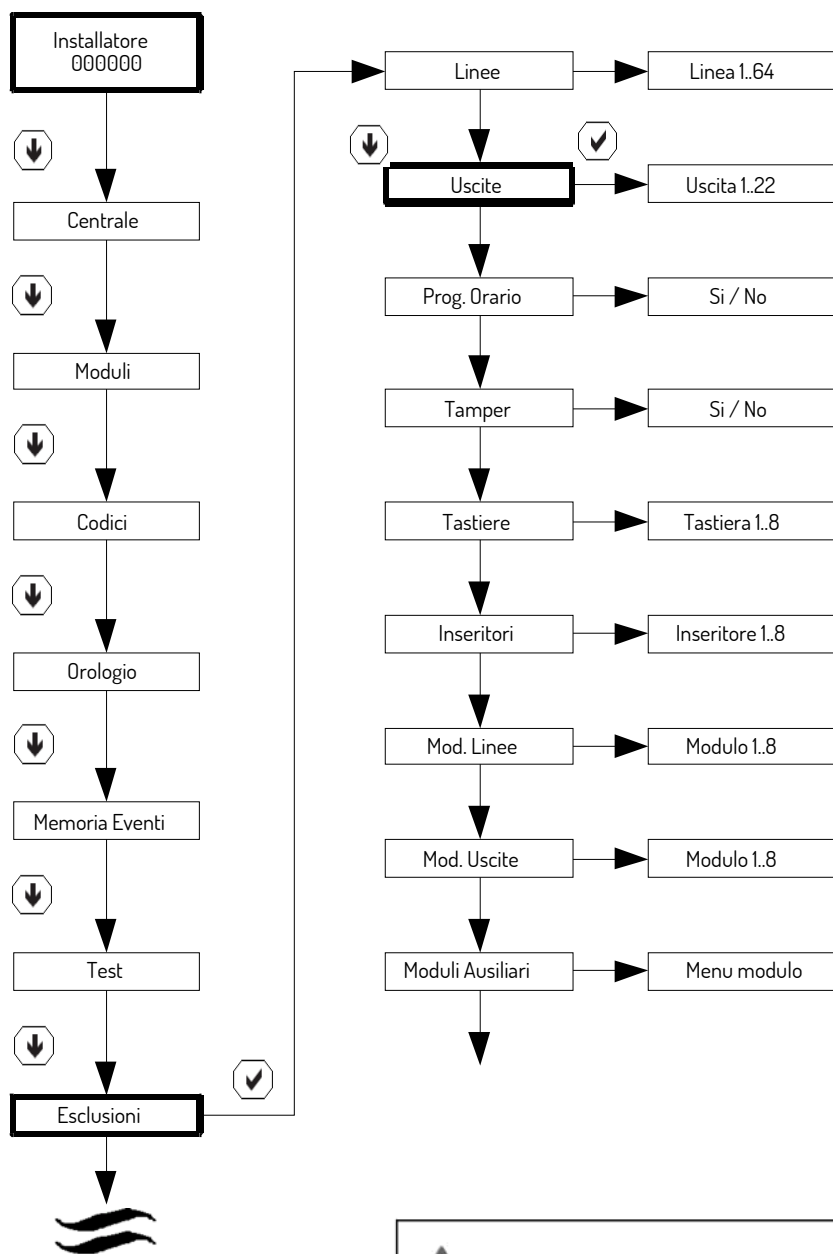 Installatore
000000
Centrale
Moduli
Codici
Orologio
Memoria Eventi
Test
Esclusioni
Linee
Linea 1..64
Uscite
Uscita 1..22
Prog. Orario
Si / No
Tamper
Si / No
Tastiere
Tastiera 1..8
Inseritori
Inseritore 1..8
Mod. Linee
Modulo 1..8
Mod. Uscite
Modulo 1..8
Moduli Ausiliari
Menu modulo